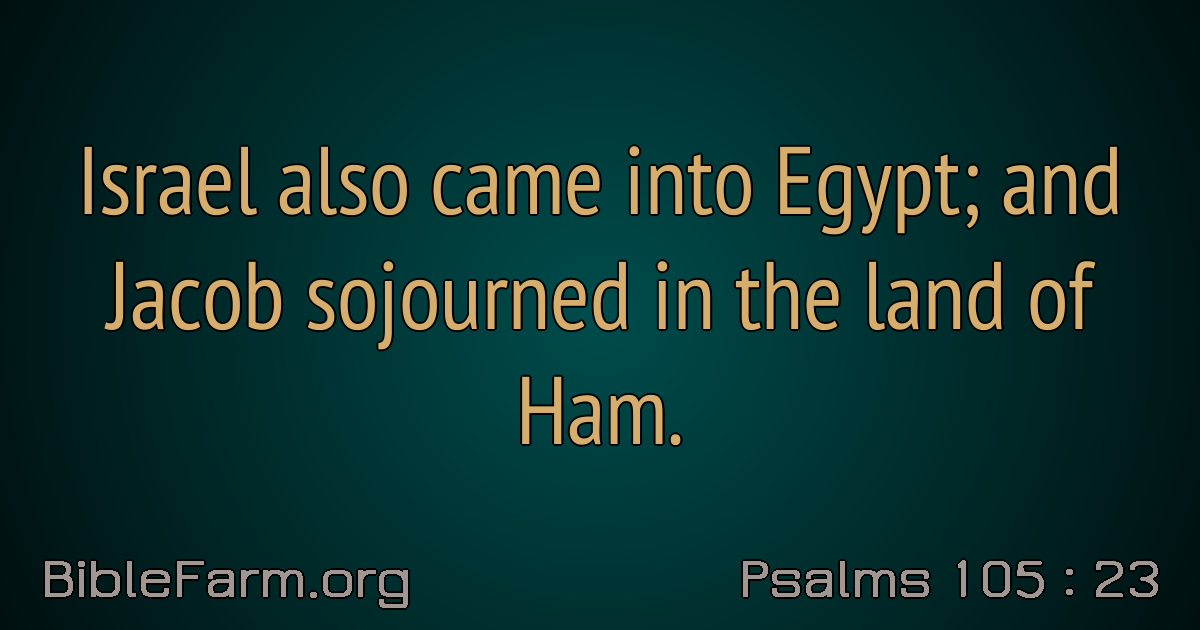 Israel also came into Egypt; and
Jacob sojourned in the land of
Ham.
BibleFarm.org
Psalms 105 : 23